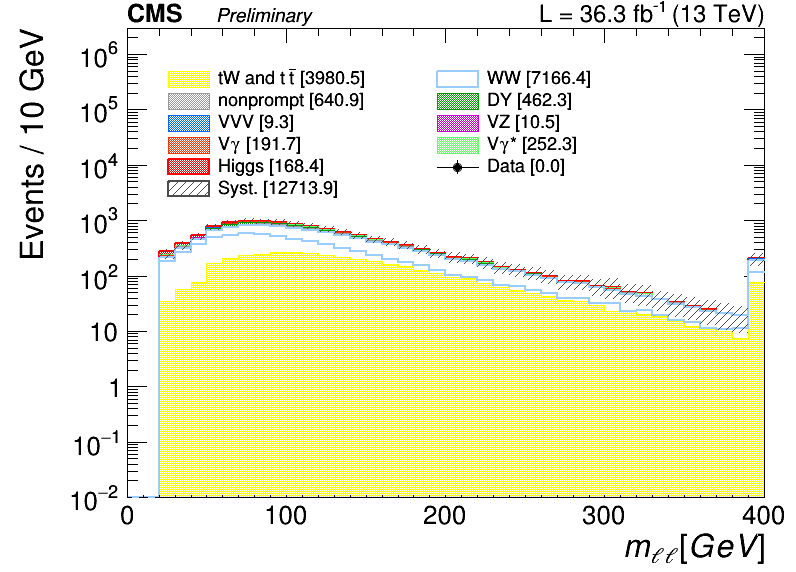 CMS Preliminary L = 36.3 fb⁻¹ (13 TeV)
Events / 10 GeV
10⁶
10⁵
10⁴
10³
10²
10
1
10⁻¹
10⁻²
tW and tt̅ [3980.5]
nonprompt [640.9]
VVV [9.3]
Vγ [191.7]
Higgs [168.4]
Syst. [12713.9]
WW [7166.4]
DY [462.3]
VZ [10.5]
Vγ* [252.3]
Data [0.0]
0 100 200 300 400
m_ℓℓ [GeV]